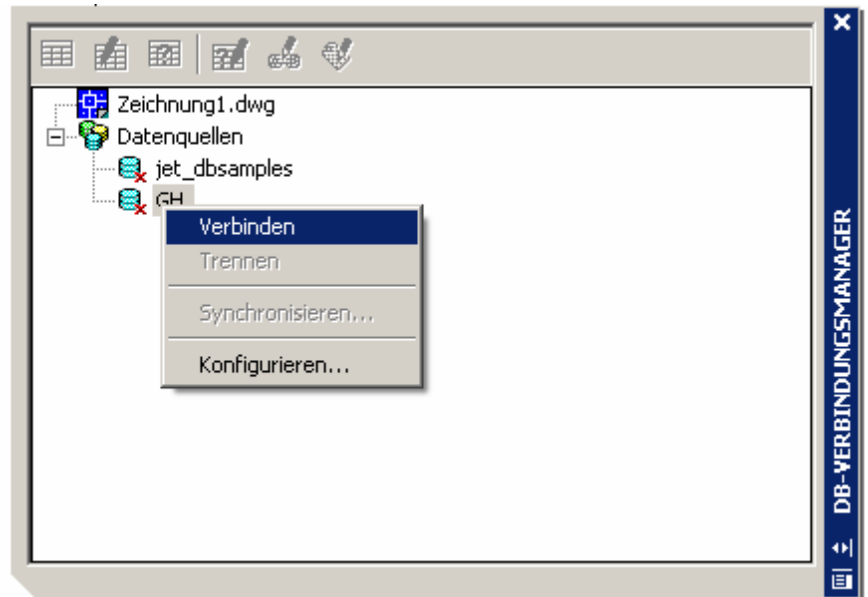 Zeichnung1.dwg
Datenquellen
jet_dbsamples
GH
Verbinden
Trennen
Synchronisieren...
Konfigurieren...
DB-VERBINDUNGSMANAGER